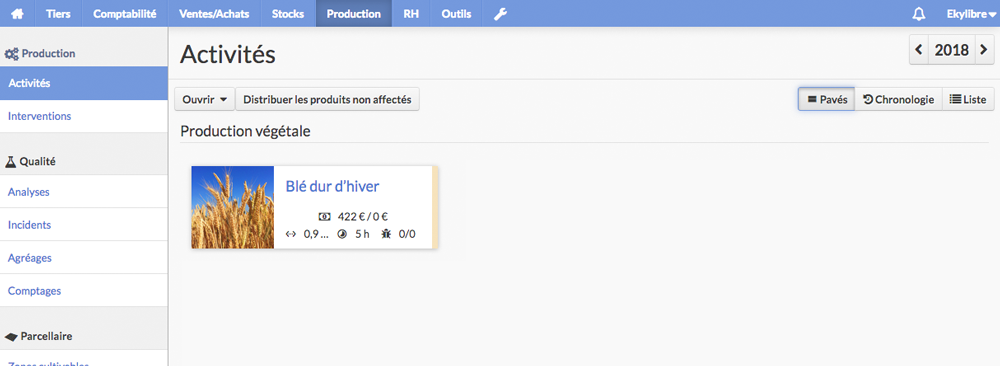 Tiers Comptabilité Ventes/Achats Stocks Production RH Outils Ekylibre
Production
Activités
Interventions
Qualité
Analyses
Incidents
Agréages
Comptages
Parcellaire
Zones cultivables
Activités
2018
Ouvrir Distribuer les produits non affectés
Pavés Chronologie Liste
Production végétale
Blé dur d'hiver
422 € / 0 €
0,9 ... 5 h 0/0